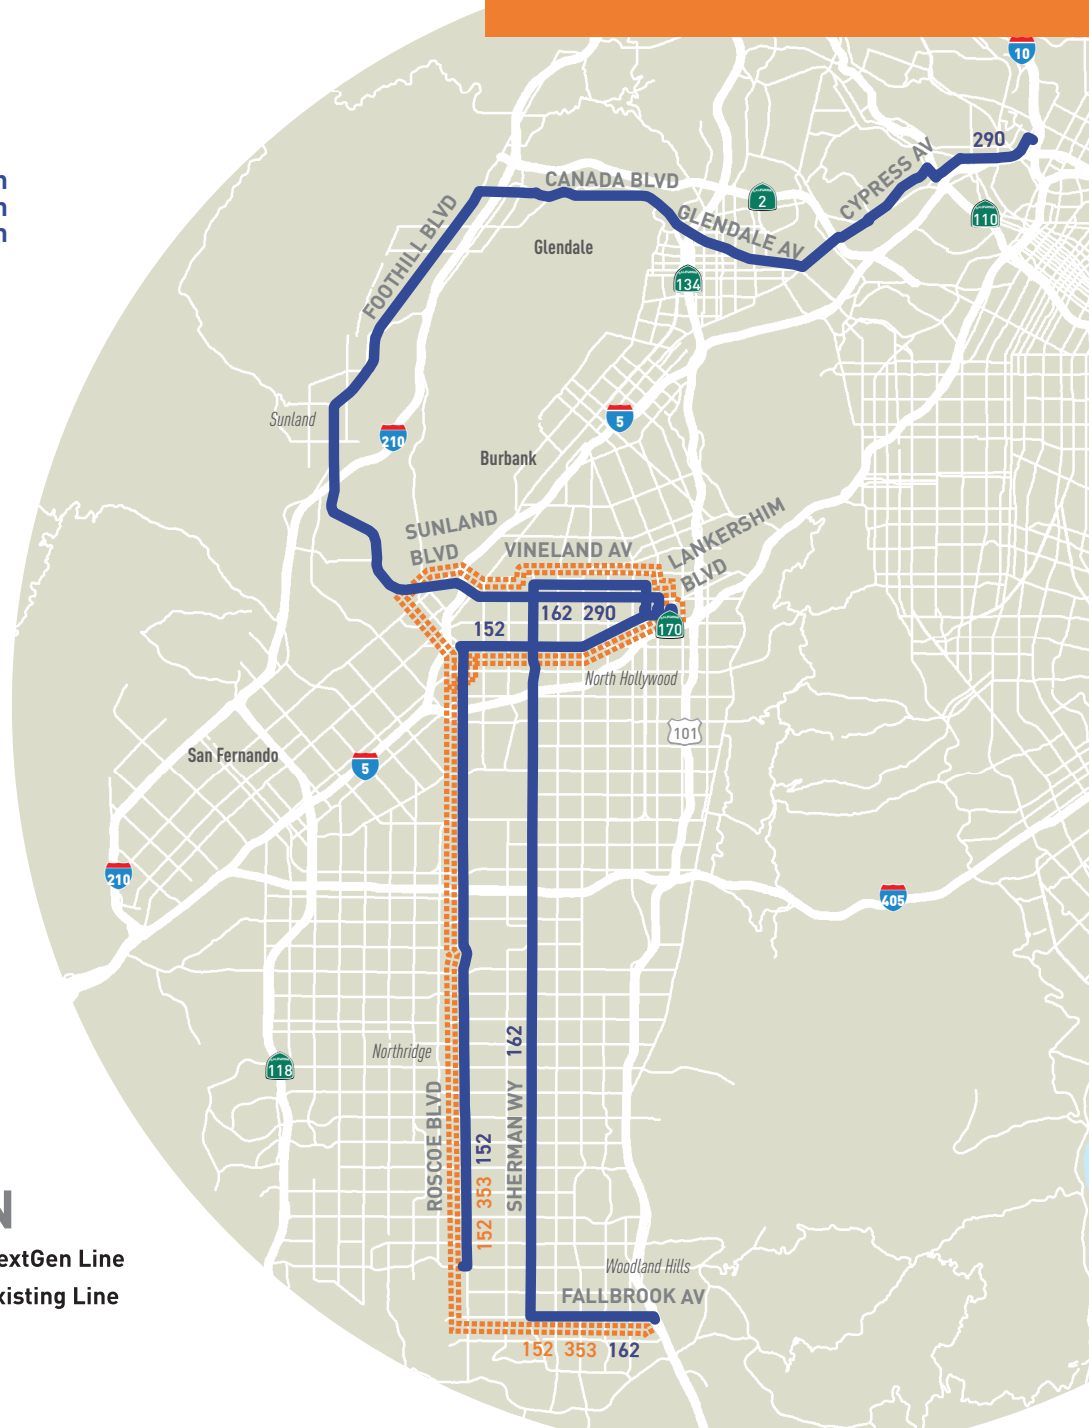 10
290
CANADA BLVD
CYPRESS AV
2
GLENDALE AV
110
FOOTHILL BLVD
Glendale
134
Sunland
5
210
Burbank
SUNLAND
BLVD
VINELAND AV
LANKERSHIM
BLVD
162 290
152
170
North Hollywood
101
San Fernando
5
210
405
162
Northridge
118
ROSCOE BLVD
SHERMAN WY
152 353 152
Woodland Hills
FALLBROOK AV
152 353 162
N
extGen Line
xisting Line